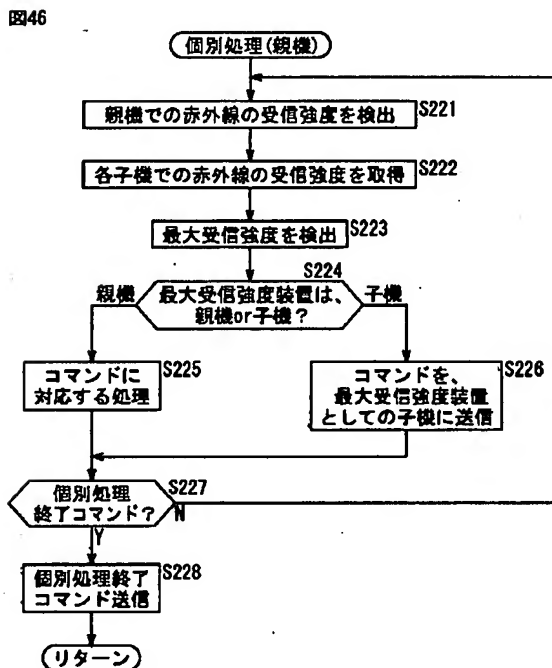 図46
個別処理(親機)
親機での赤外線の受信強度を検出
S221
各子機での赤外線の受信強度を取得
S222
最大受信強度を検出
S223
S224
親機
最大受信強度装置は、
親機or子機?
子機
コマンドに
対応する処理
S225
コマンドを、
最大受信強度装置
としての子機に送信
S226
個別処理
終了コマンド?
S227
N
Y
個別処理終了
コマンド送信
S228
リターン